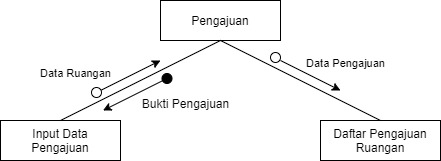 Pengajuan
Data Ruangan
Data Pengajuan
Bukti Pengajuan
Input Data
Pengajuan
Daftar Pengajuan
Ruangan